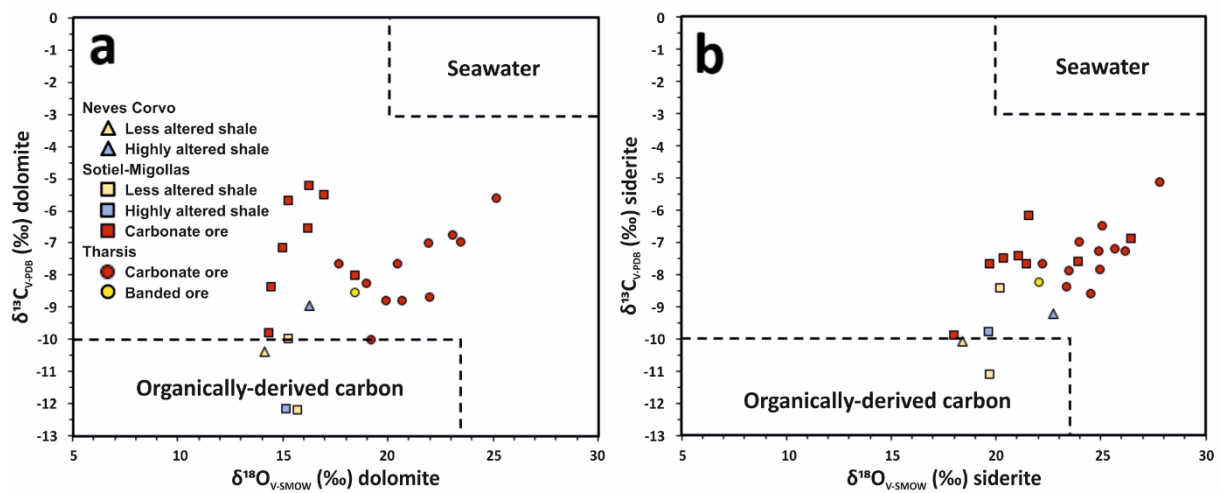 a
0
-1
-2
-3
-4
-5
-6
-7
-8
-9
-10
-11
-12
-13
δ¹³C V-PDB (‰) dolomite
Seawater
Neves Corvo
Less altered shale
Highly altered shale
Sotiel-Migollas
Less altered shale
Highly altered shale
Carbonate ore
Tharsis
Carbonate ore
Banded ore
Organically-derived carbon
5 10 15 20 25 30
δ¹⁸O V-SMOW (‰) dolomite
b
0
-1
-2
-3
-4
-5
-6
-7
-8
-9
-10
-11
-12
-13
δ¹³C V-PDB (‰) siderite
Seawater
Organically-derived carbon
5 10 15 20 25 30
δ¹⁸O V-SMOW (‰) siderite